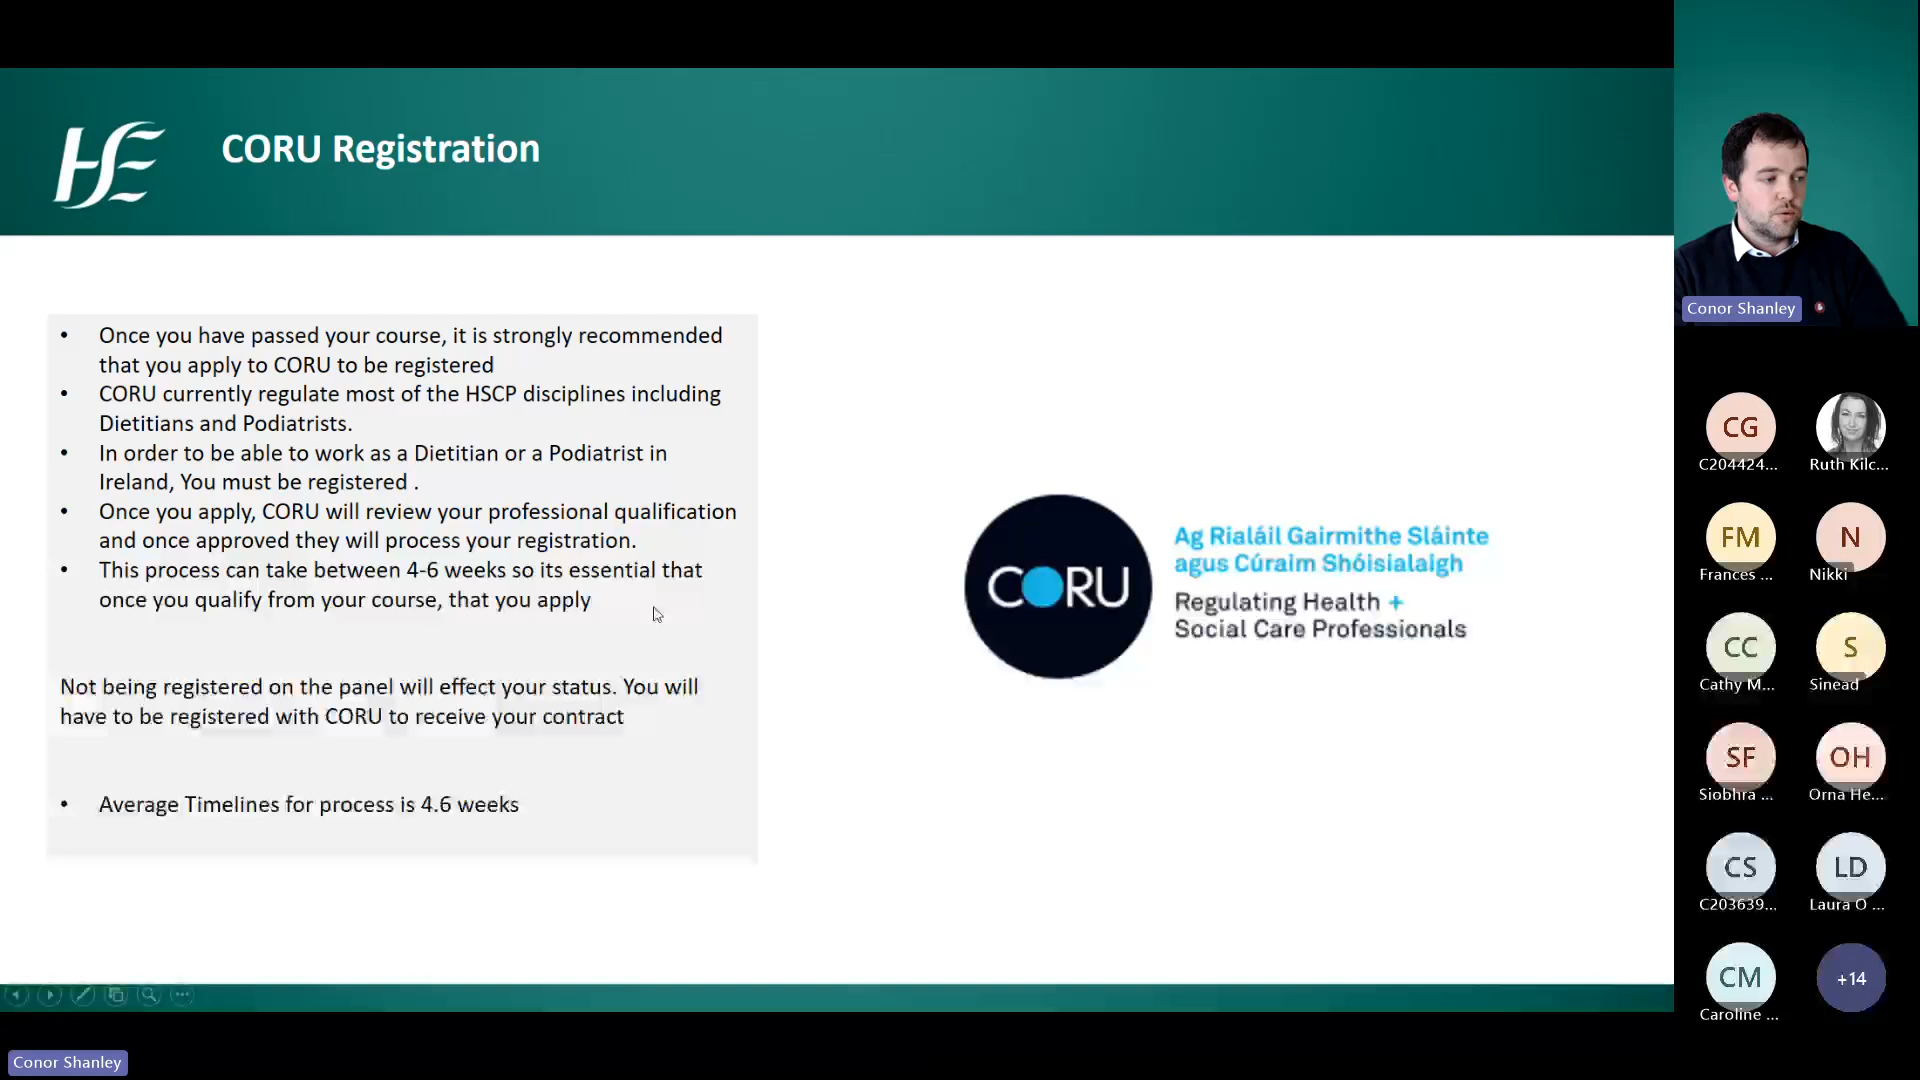 HSE
CORU Registration
• Once you have passed your course, it is strongly recommended
that you apply to CORU to be registered
• CORU currently regulate most of the HSCP disciplines including
Dietitians and Podiatrists.
• In order to be able to work as a Dietitian or a Podiatrist in
Ireland, You must be registered .
• Once you apply, CORU will review your professional qualification
and once approved they will process your registration.
• This process can take between 4-6 weeks so its essential that
once you qualify from your course, that you apply
Not being registered on the panel will effect your status. You will
have to be registered with CORU to receive your contract
• Average Timelines for process is 4.6 weeks
CORU
Ag Rialáil Gairmithe Sláinte
agus Cúraim Shóisialaigh
Regulating Health +
Social Care Professionals
Conor Shanley
CG
C204424...
Ruth Kilc...
FM
Frances ...
N
Nikki
CC
Cathy M...
S
Sinead
SF
Siobhra ...
OH
Orna He...
CS
C203639...
LD
Laura O ...
CM
Caroline ...
+14
Conor Shanley